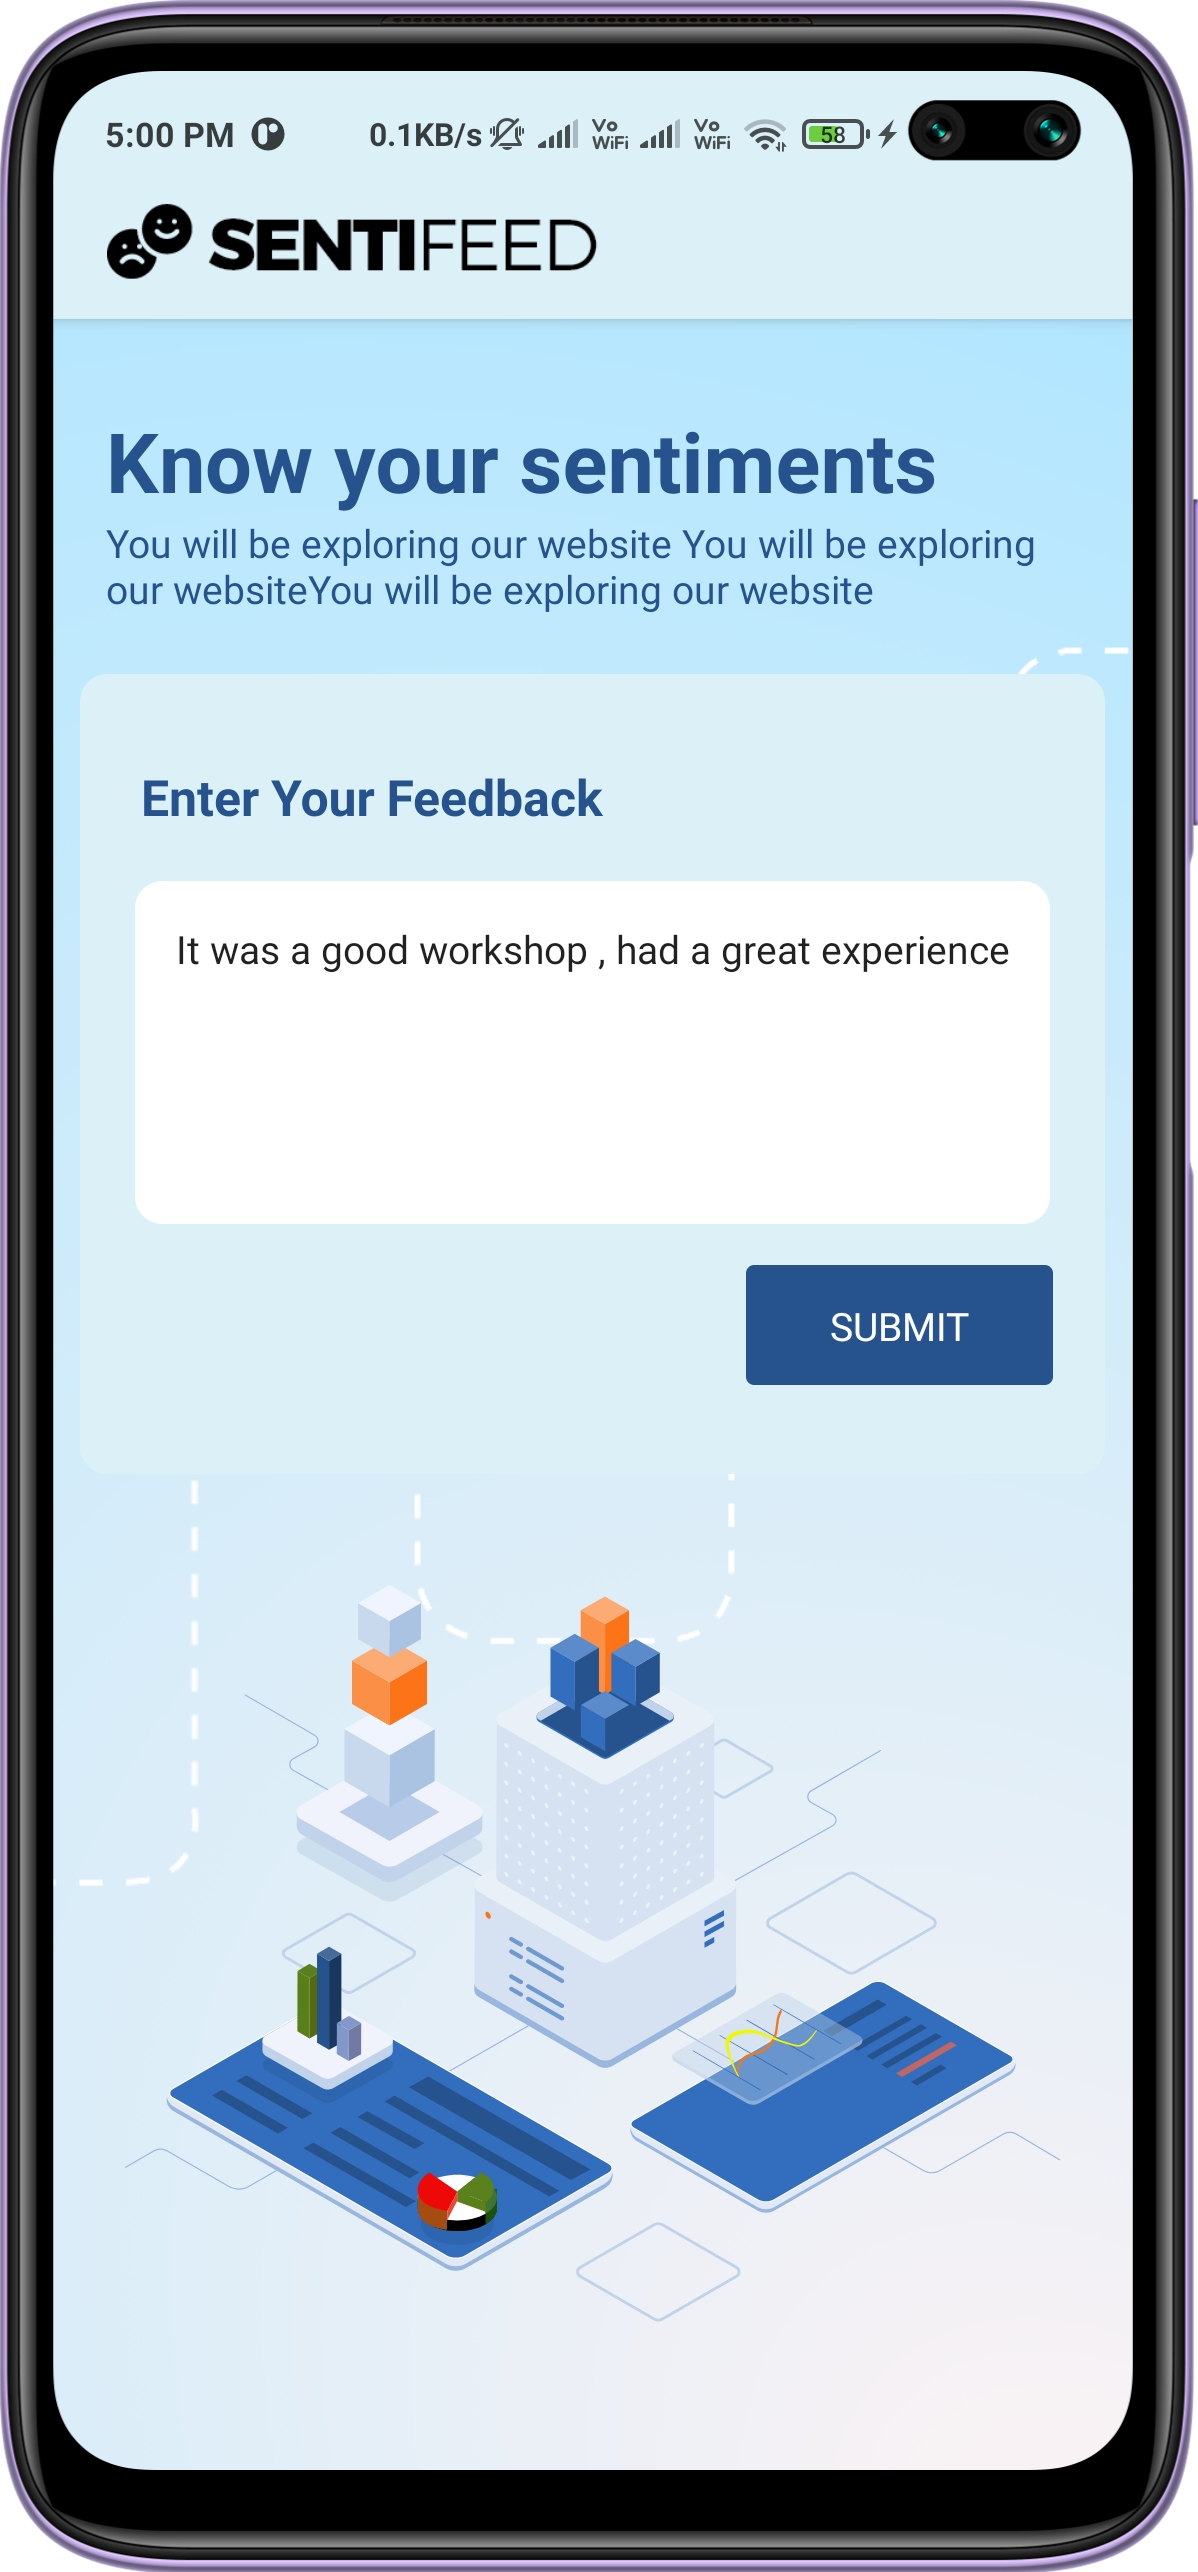 5:00 PM 0.1KB/s Vo WiFi Vo WiFi 58
SENTIFEED
Know your sentiments
You will be exploring our website You will be exploring
our websiteYou will be exploring our website
Enter Your Feedback
It was a good workshop , had a great experience
SUBMIT